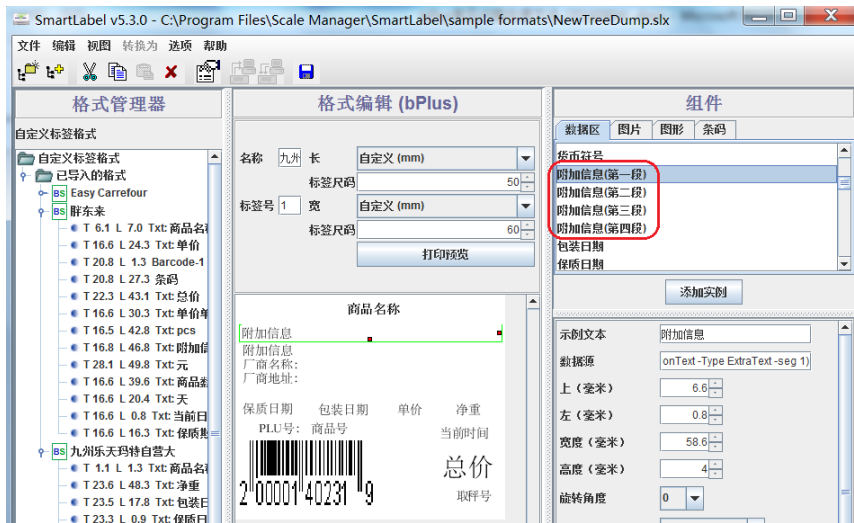 SmartLabel v5.3.0 - C:\Program Files\Scale Manager\SmartLabel\sample formats\NewTreeDump.slx
文件 编辑 视图 转换为 选项 帮助
格式管理器
自定义标签格式
自定义标签格式
已导入的格式
BS Easy Carrefour
BS 胖东来
T 6.1 L 7.0 Txt: 商品名
T 16.6 L 24.3 Txt: 单价
T 20.8 L 1.3 Barcode-1
T 20.8 L 27.3 条码
T 22.3 L 43.1 Txt: 总价
T 16.6 L 30.3 Txt: 单价单
T 16.5 L 42.8 Txt: pcs
T 16.8 L 46.8 Txt: 附加信
T 28.1 L 49.8 Txt: 元
T 16.6 L 39.6 Txt: 商品
T 16.6 L 20.4 Txt: 天
T 16.6 L 0.8 Txt: 当前日
T 16.6 L 16.3 Txt: 保质期
BS 九州乐天玛特自营大
T 1.1 L 1.3 Txt: 商品名
T 23.6 L 48.3 Txt: 净重
T 23.5 L 17.8 Txt: 包装日
T 23.3 L 0.9 Txt: 保质日
格式编辑 (bPlus)
名称 九州 长 自定义 (mm)
标签尺码 50
标签号 1 宽 自定义 (mm)
标签尺码 60
打印预览
商品名称
附加信息
附加信息
厂商名称:
厂商地址:
保质日期 包装日期 单价 净重
PLU号: 商品号 当前时间
总价
2 00001 40231 9
取秤号
组件
数据区 图片 图形 条码
货币符号
附加信息(第一段)
附加信息(第二段)
附加信息(第三段)
附加信息(第四段)
包装日期
保质日期
添加实例
示例文本 附加信息
数据源 onText -Type ExtraText -seg 1)
上 (毫米) 6.6
左 (毫米) 0.8
宽度 (毫米) 58.6
高度 (毫米) 4
旋转角度 0